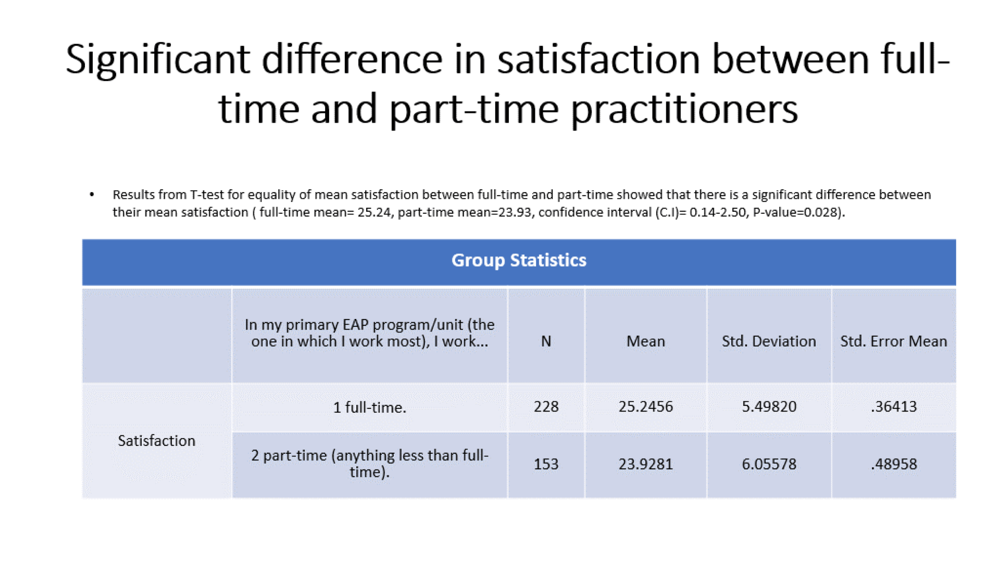 Significant difference in satisfaction between full-
time and part-time practitioners
• Results from T-test for equality of mean satisfaction between full-time and part-time showed that there is a significant difference between
their mean satisfaction ( full-time mean= 25.24, part-time mean=23.93, confidence interval (C.I)= 0.14-2.50, P-value=0.028).
Group Statistics
In my primary EAP program/unit (the
one in which I work most), I work...
N
Mean
Std. Deviation
Std. Error Mean
Satisfaction
1 full-time.
228
25.2456
5.49820
.36413
2 part-time (anything less than full-
time).
153
23.9281
6.05578
.48958